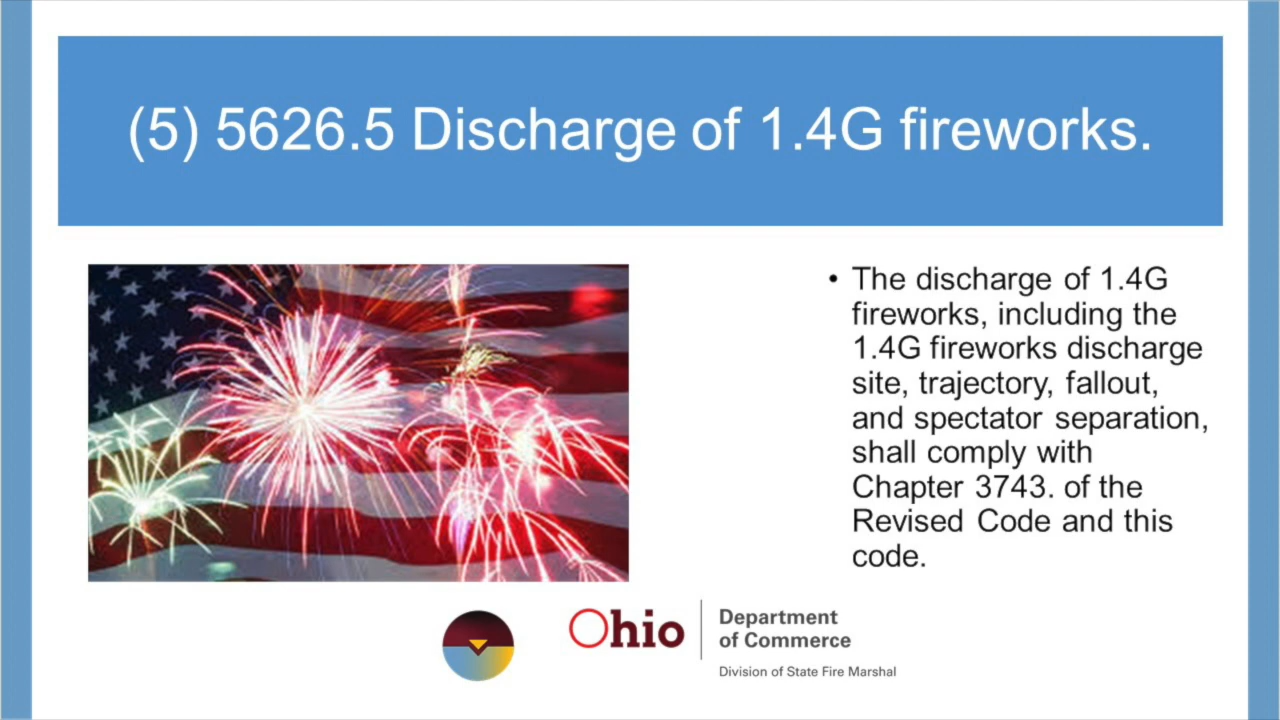 (5) 5626.5 Discharge of 1.4G fireworks.
• The discharge of 1.4G
fireworks, including the
1.4G fireworks discharge
site, trajectory, fallout,
and spectator separation,
shall comply with
Chapter 3743. of the
Revised Code and this
code.
Ohio
Department
of Commerce
Division of State Fire Marshal